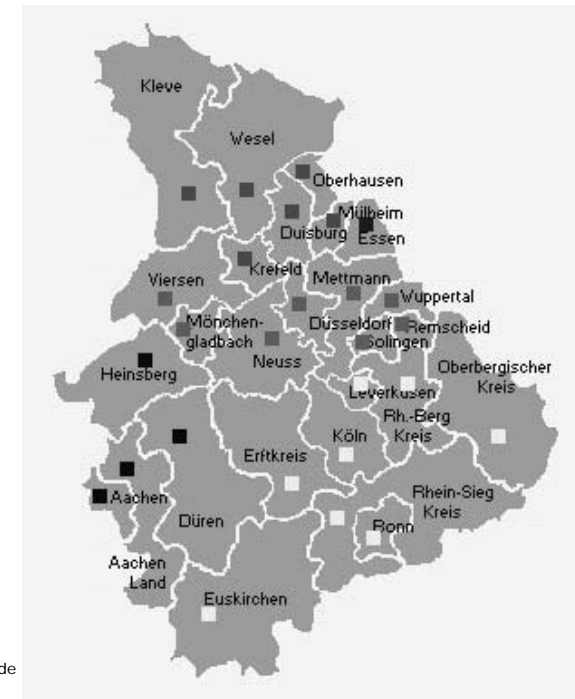 Kleve
Wesel
Oberhausen
Mülheim
Duisburg
Essen
Krefeld
Viersen
Mettmann
Wuppertal
Mönchen-
gladbach
Düsseldorf
Remscheid
Solingen
Neuss
Heinsberg
Oberbergischer
Kreis
Leverkusen
Rh.-Berg
Kreis
Köln
Erftkreis
Rhein-Sieg
Kreis
Aachen
Düren
Bonn
Aachen
Land
Euskirchen
de